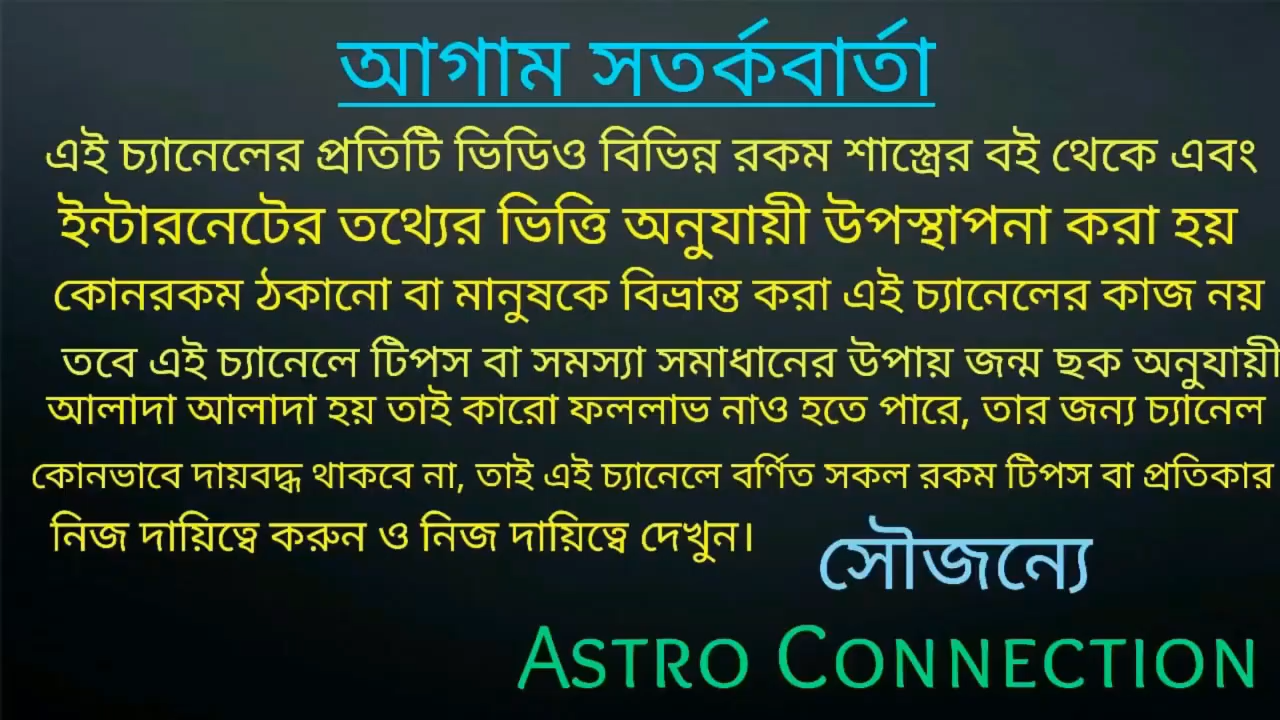 আগাম সতর্কবার্তা
এই চ্যানেলের প্রতিটি ভিডিও বিভিন্ন রকম শাস্ত্রের বই থেকে এবং
ইন্টারনেটের তথ্যের ভিত্তি অনুযায়ী উপস্থাপনা করা হয়
কোনরকম ঠকানো বা মানুষকে বিভ্রান্ত করা এই চ্যানেলের কাজ নয়
তবে এই চ্যানেলে টিপস বা সমস্যা সমাধানের উপায় জন্ম ছক অনুযায়ী
আলাদা আলাদা হয় তাই কারো ফললাভ নাও হতে পারে, তার জন্য চ্যানেল
কোনভাবে দায়বদ্ধ থাকবে না, তাই এই চ্যানেলে বর্ণিত সকল রকম টিপস বা প্রতিকার
নিজ দায়িত্বে করুন ও নিজ দায়িত্বে দেখুন।
সৌজন্যে
ASTRO CONNECTION